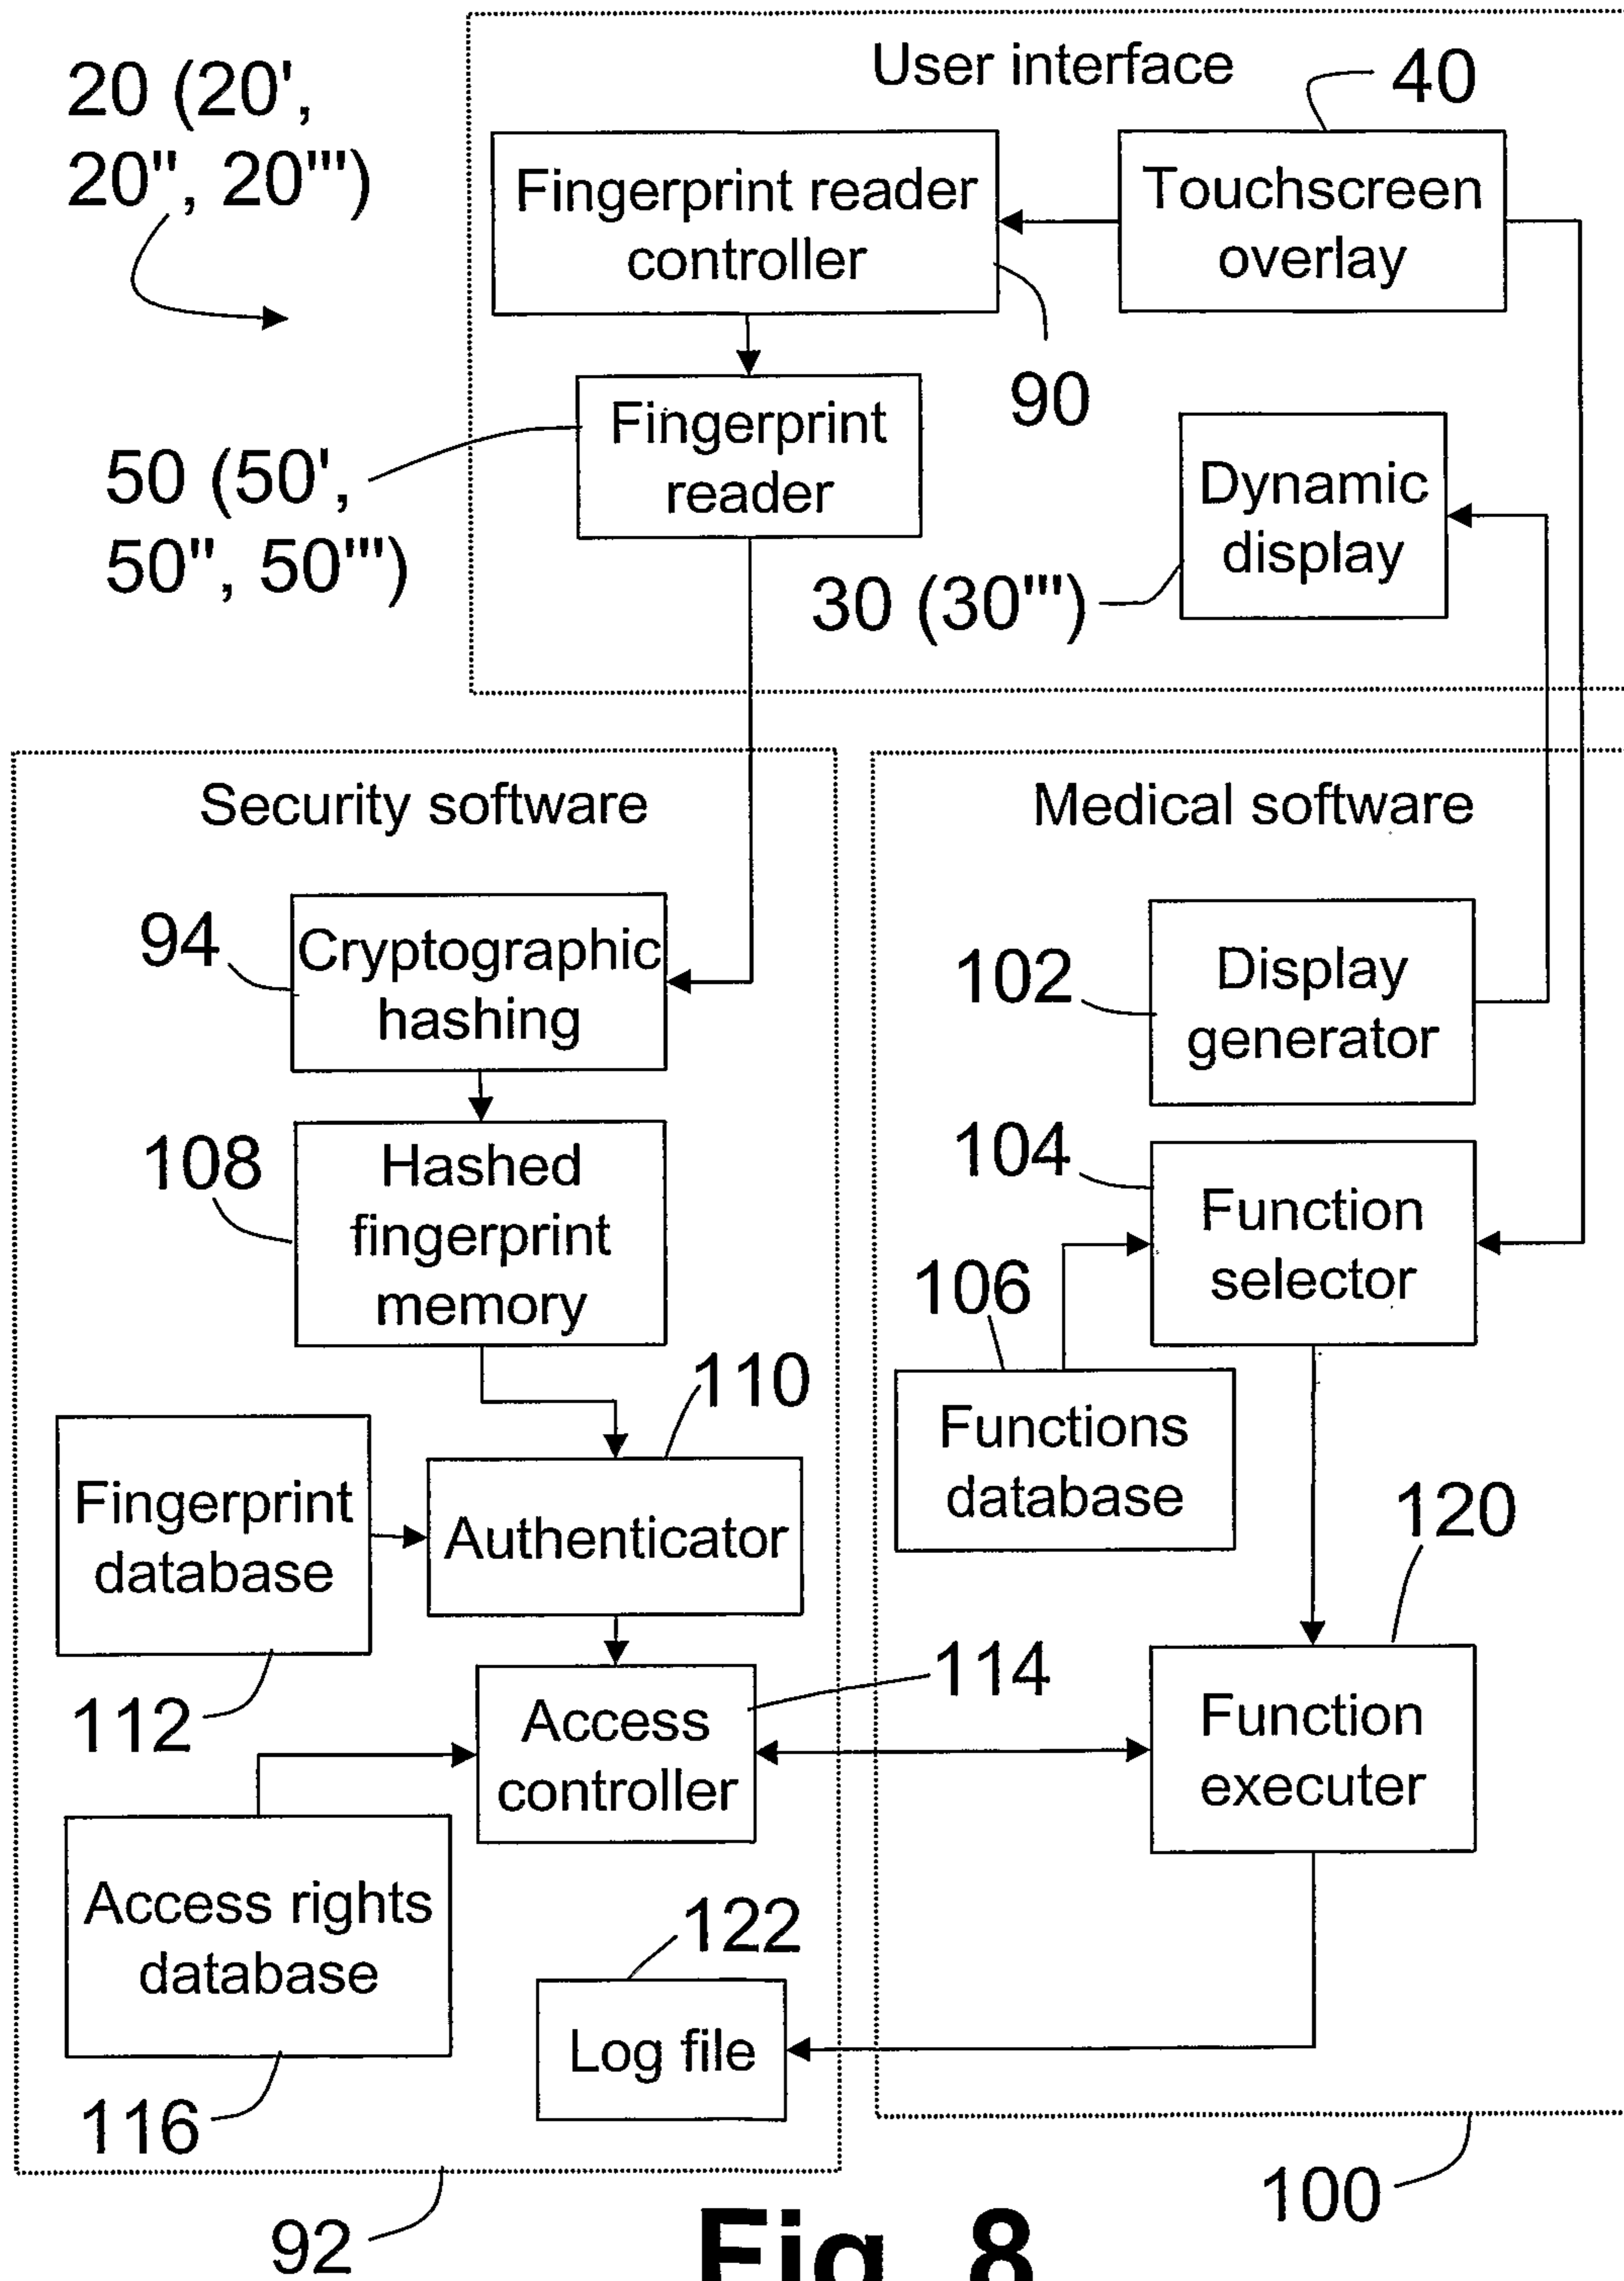 User interface
20 (20',
20", 20''')
40
Fingerprint reader
controller
Touchscreen
overlay
90
Fingerprint
reader
50 (50',
50", 50''')
Dynamic
display
30 (30''')
Security software
Medical software
94
Cryptographic
hashing
102
Display
generator
108
Hashed
fingerprint
memory
104
Function
selector
106
Functions
database
110
Fingerprint
database
Authenticator
120
112
114
Access
controller
Function
executer
Access rights
database
122
Log file
116
92
100
Fig. 8